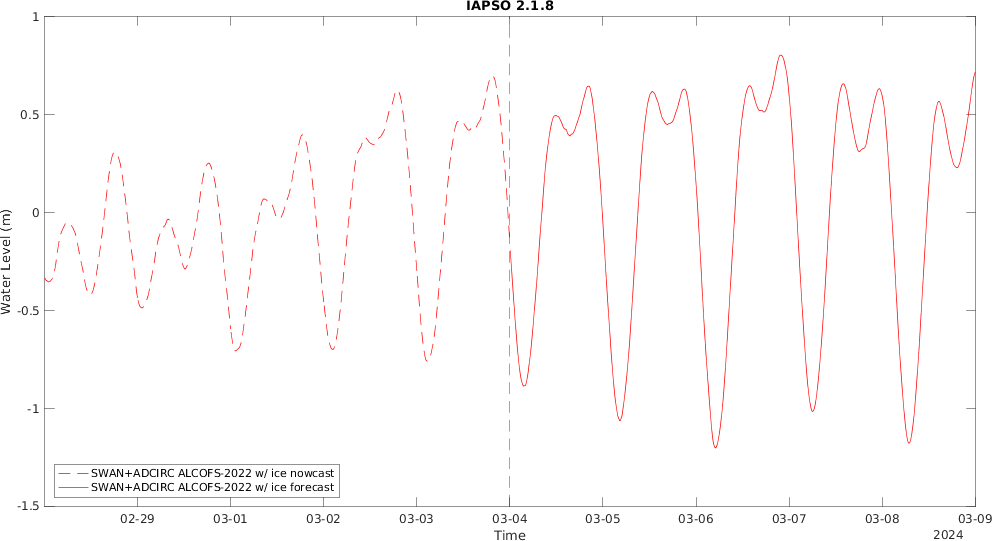 IAPSO 2.1.8
1
0.5
0
-0.5
-1
-1.5
Water Level (m)
SWAN+ADCIRC ALCOFS-2022 w/ ice nowcast
SWAN+ADCIRC ALCOFS-2022 w/ ice forecast
02-29 03-01 03-02 03-03 03-04 03-05 03-06 03-07 03-08 03-09
Time
2024